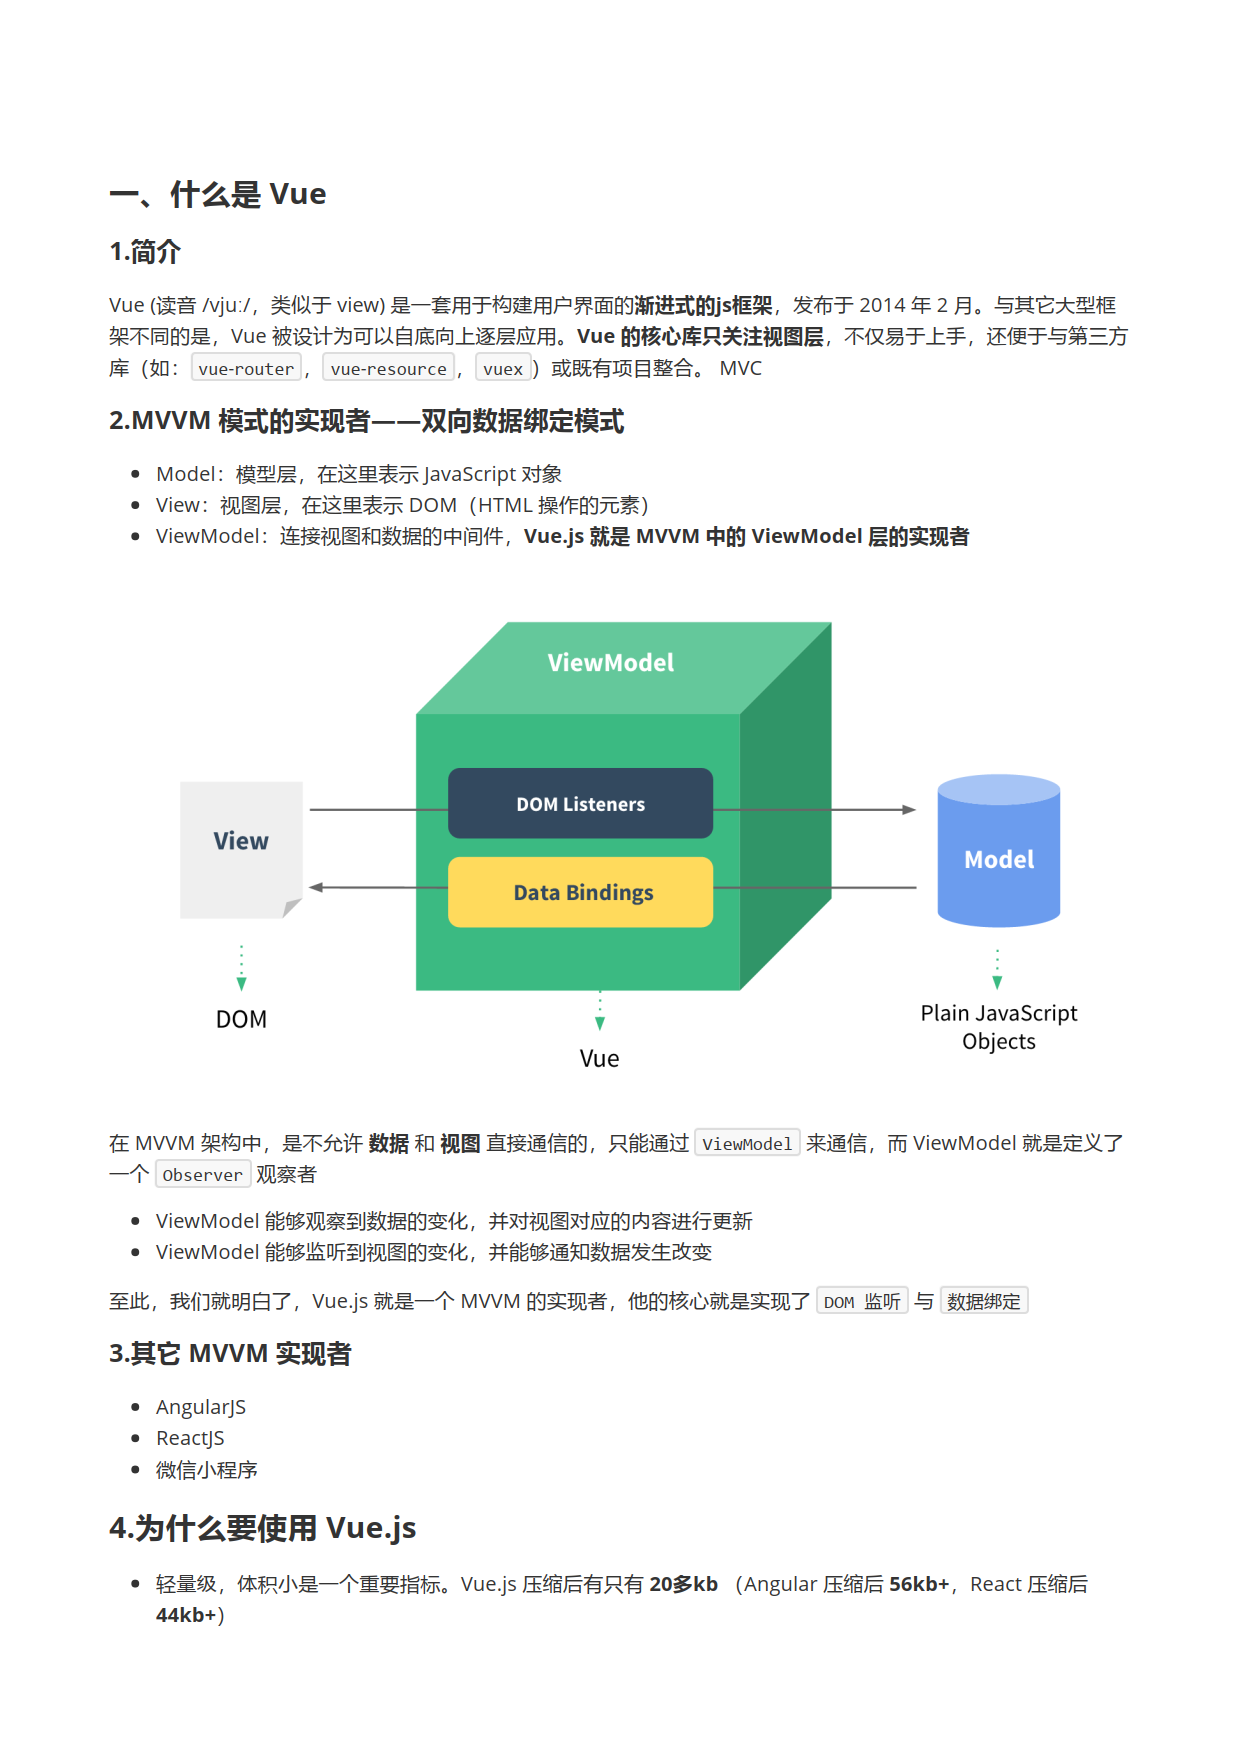 一、什么是 Vue
1.简介
Vue (读音 /vjuː/，类似于 view) 是一套用于构建用户界面的渐进式的js框架，发布于 2014 年 2 月。与其它大型框
架不同的是，Vue 被设计为可以自底向上逐层应用。Vue 的核心库只关注视图层，不仅易于上手，还便于与第三方
库（如：vue-router，vue-resource，vuex）或既有项目整合。 MVC
2.MVVM 模式的实现者——双向数据绑定模式
Model：模型层，在这里表示 JavaScript 对象
View：视图层，在这里表示 DOM（HTML 操作的元素）
ViewModel：连接视图和数据的中间件，Vue.js 就是 MVVM 中的 ViewModel 层的实现者
ViewModel
DOM Listeners
View
Model
Data Bindings
DOM
Plain JavaScript
Objects
Vue
在 MVVM 架构中，是不允许 数据 和 视图 直接通信的，只能通过 ViewModel 来通信，而 ViewModel 就是定义了
一个 Observer 观察者
ViewModel 能够观察到数据的变化，并对视图对应的内容进行更新
ViewModel 能够监听到视图的变化，并能够通知数据发生改变
至此，我们就明白了，Vue.js 就是一个 MVVM 的实现者，他的核心就是实现了 DOM 监听 与 数据绑定
3.其它 MVVM 实现者
AngularJS
ReactJS
微信小程序
4.为什么要使用 Vue.js
轻量级，体积小是一个重要指标。Vue.js 压缩后有只有 20多kb （Angular 压缩后 56kb+，React 压缩后
44kb+）